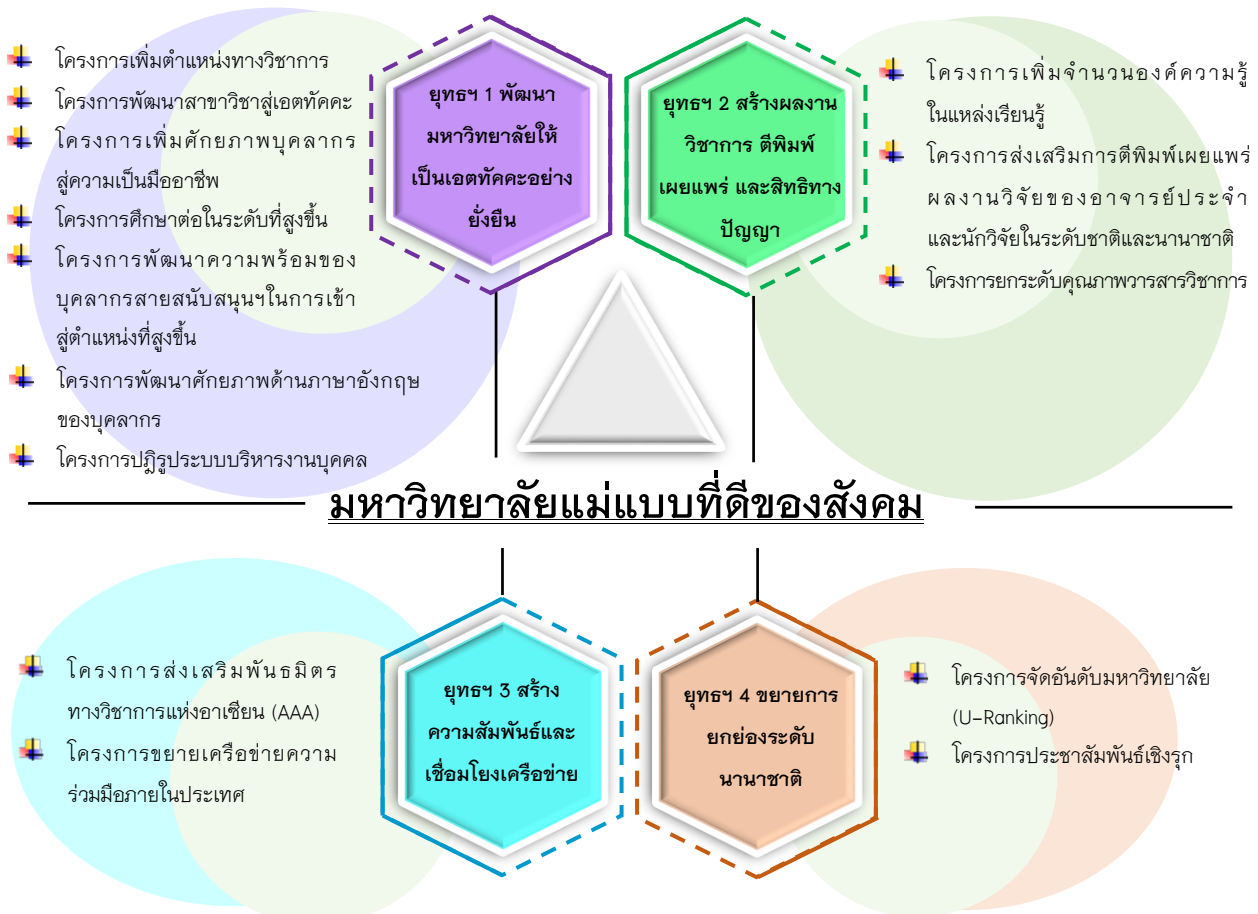 โครงการเพิ่มตำแหน่งทางวิชาการ
โครงการพัฒนาสาขาวิชาสู่เอตทัคคะ
โครงการเพิ่มศักยภาพบุคลากร
สู่ความเป็นมืออาชีพ
โครงการศึกษาต่อในระดับที่สูงขึ้น
โครงการพัฒนาความพร้อมของ
บุคลากรสายสนับสนุนฯในการเข้า
สู่ตำแหน่งที่สูงขึ้น
โครงการพัฒนาศักยภาพด้านภาษาอังกฤษ
ของบุคลากร
โครงการปฏิรูประบบบริหารงานบุคคล
ยุทธฯ 1 พัฒนา
มหาวิทยาลัยให้
เป็นเอตทัคคะอย่าง
ยั่งยืน
ยุทธฯ 2 สร้างผลงาน
วิชาการ ตีพิมพ์
เผยแพร่ และสิทธิทาง
ปัญญา
โครงการเพิ่มจำนวนองค์ความรู้
ในแหล่งเรียนรู้
โครงการส่งเสริมการตีพิมพ์เผยแพร่
ผลงานวิจัยของอาจารย์ประจำ
และนักวิจัยในระดับชาติและนานาชาติ
โครงการยกระดับคุณภาพวารสารวิชาการ
มหาวิทยาลัยแม่แบบที่ดีของสังคม
โครงการส่งเสริมพันธมิตร
ทางวิชาการแห่งอาเซียน (AAA)
โครงการขยายเครือข่ายความ
ร่วมมือภายในประเทศ
ยุทธฯ 3 สร้าง
ความสัมพันธ์และ
เชื่อมโยงเครือข่าย
ยุทธฯ 4 ขยายการ
ยกย่องระดับ
นานาชาติ
โครงการจัดอันดับมหาวิทยาลัย
(U-Ranking)
โครงการประชาสัมพันธ์เชิงรุก